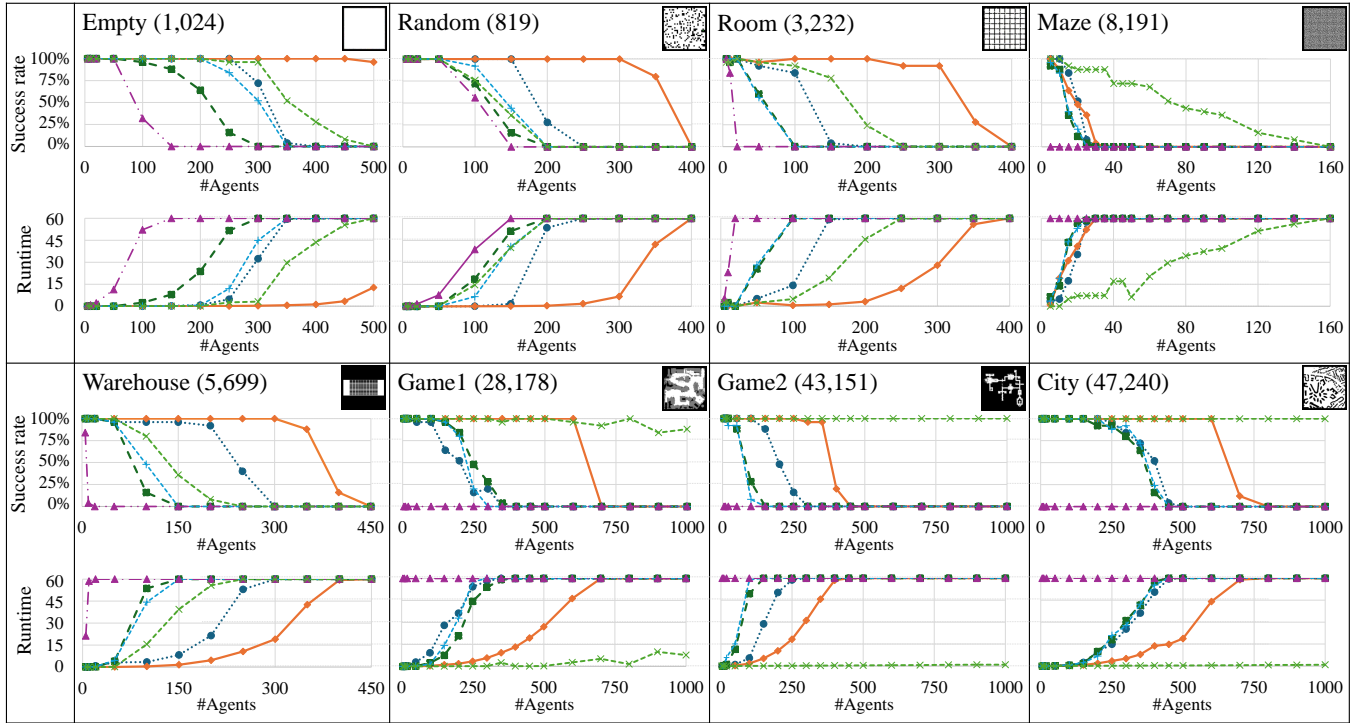 Empty (1,024)
Success rate
100%
75%
50%
25%
0%
0 100 200 300 400 500
#Agents
Runtime
60
45
30
15
0
0 100 200 300 400 500
#Agents
Random (819)
0 100 200 300 400
#Agents
0 100 200 300 400
#Agents
Room (3,232)
0 100 200 300 400
#Agents
0 100 200 300 400
#Agents
Maze (8,191)
0 40 80 120 160
#Agents
0 40 80 120 160
#Agents
Warehouse (5,699)
Success rate
100%
75%
50%
25%
0%
0 150 300 450
#Agents
Runtime
60
45
30
15
0
0 150 300 450
#Agents
Game1 (28,178)
0 250 500 750 1000
#Agents
0 250 500 750 1000
#Agents
Game2 (43,151)
0 250 500 750 1000
#Agents
0 250 500 750 1000
#Agents
City (47,240)
0 250 500 750 1000
#Agents
0 250 500 750 1000
#Agents